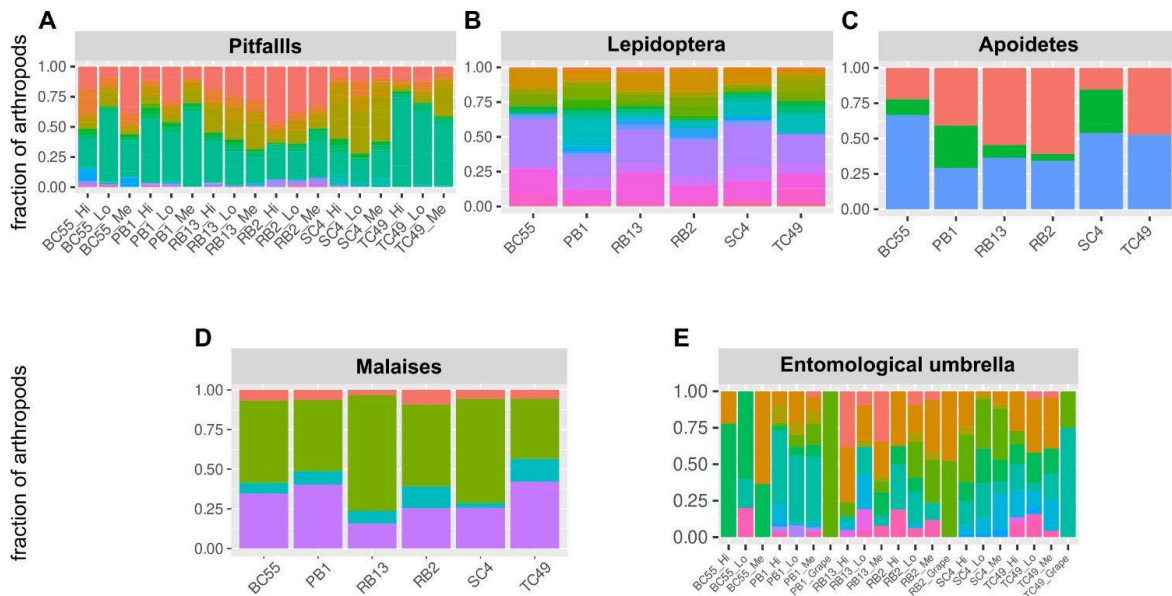 A
Pitfallls
fraction of arthropods
1.00
0.75
0.50
0.25
0.00
BC55_Hi
BC55_Lo
BC55_Me
PB1_Hi
PB1_Lo
PB1_Me
RB13_Hi
RB13_Lo
RB13_Me
RB2_Hi
RB2_Lo
RB2_Me
SC4_Hi
SC4_Lo
SC4_Me
TC49_Hi
TC49_Lo
TC49_Me
B
Lepidoptera
1.00
0.75
0.50
0.25
0.00
BC55
PB1
RB13
RB2
SC4
TC49
C
Apoidetes
1.00
0.75
0.50
0.25
0.00
BC55
PB1
RB13
RB2
SC4
TC49
D
Malaises
fraction of arthropods
1.00
0.75
0.50
0.25
0.00
BC55
PB1
RB13
RB2
SC4
TC49
E
Entomological umbrella
1.00
0.75
0.50
0.25
0.00
BC55_Hi
BC55_Lo
BC55_Me
PB1_Hi
PB1_Lo
PB1_Me
PB1_Grape
RB13_Hi
RB13_Lo
RB13_Me
RB2_Hi
RB2_Lo
RB2_Me
RB2_Grape
SC4_Hi
SC4_Lo
SC4_Me
TC49_Hi
TC49_Lo
TC49_Me
TC49_Grape